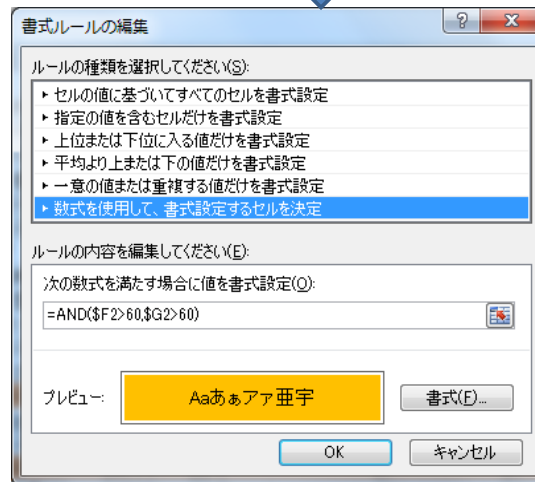 書式ルールの編集
ルールの種類を選択してください(S):
► セルの値に基づいてすべてのセルを書式設定
► 指定の値を含むセルだけを書式設定
► 上位または下位に入る値だけを書式設定
► 平均より上または下の値だけを書式設定
► 一意の値または重複する値だけを書式設定
► 数式を使用して、書式設定するセルを決定
ルールの内容を編集してください(E):
次の数式を満たす場合に値を書式設定(O):
=AND($F2>60,$G2>60)
プレビュー: Aaあぁアァ亜宇 書式(F)...
OK キャンセル